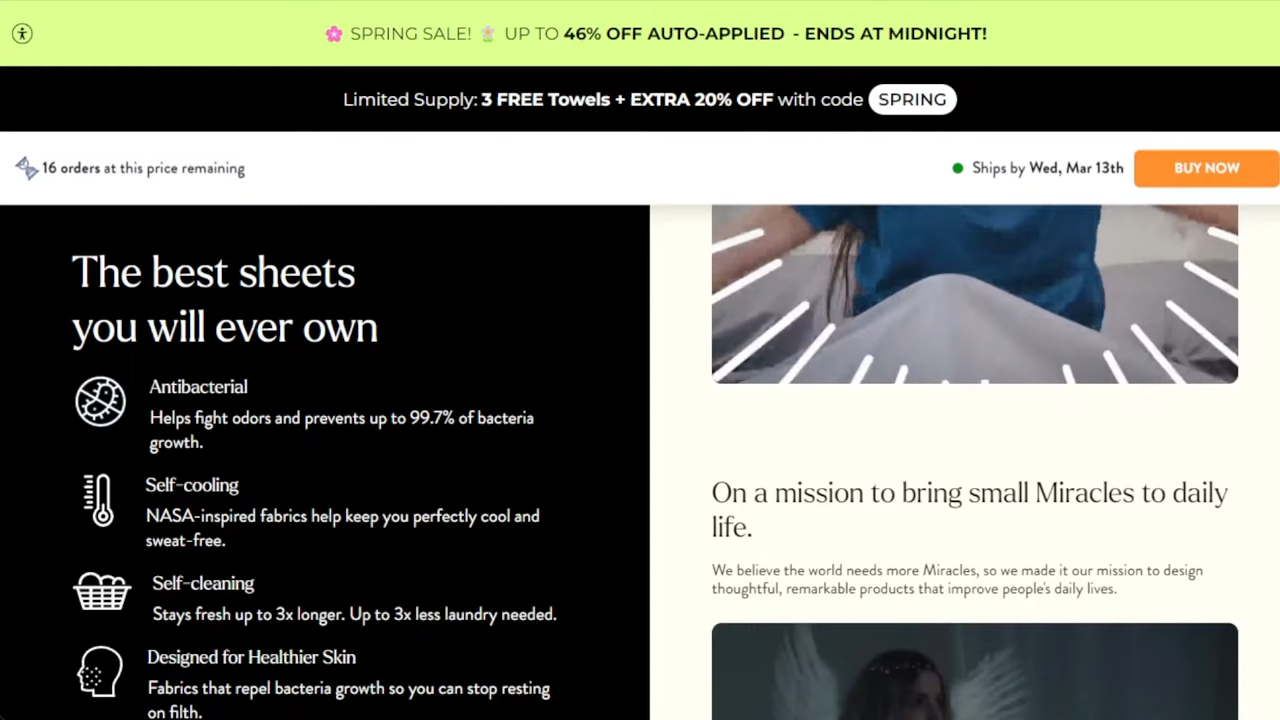 🌸 SPRING SALE! UP TO 46% OFF AUTO-APPLIED - ENDS AT MIDNIGHT!
Limited Supply: 3 FREE Towels + EXTRA 20% OFF with code SPRING
16 orders at this price remaining
Ships by Wed, Mar 13th
BUY NOW
The best sheets
you will ever own
Antibacterial
Helps fight odors and prevents up to 99.7% of bacteria
growth.
Self-cooling
NASA-inspired fabrics help keep you perfectly cool and
sweat-free.
Self-cleaning
Stays fresh up to 3x longer. Up to 3x less laundry needed.
Designed for Healthier Skin
Fabrics that repel bacteria growth so you can stop resting
on filth.
On a mission to bring small Miracles to daily
life.
We believe the world needs more Miracles, so we made it our mission to design
thoughtful, remarkable products that improve people's daily lives.